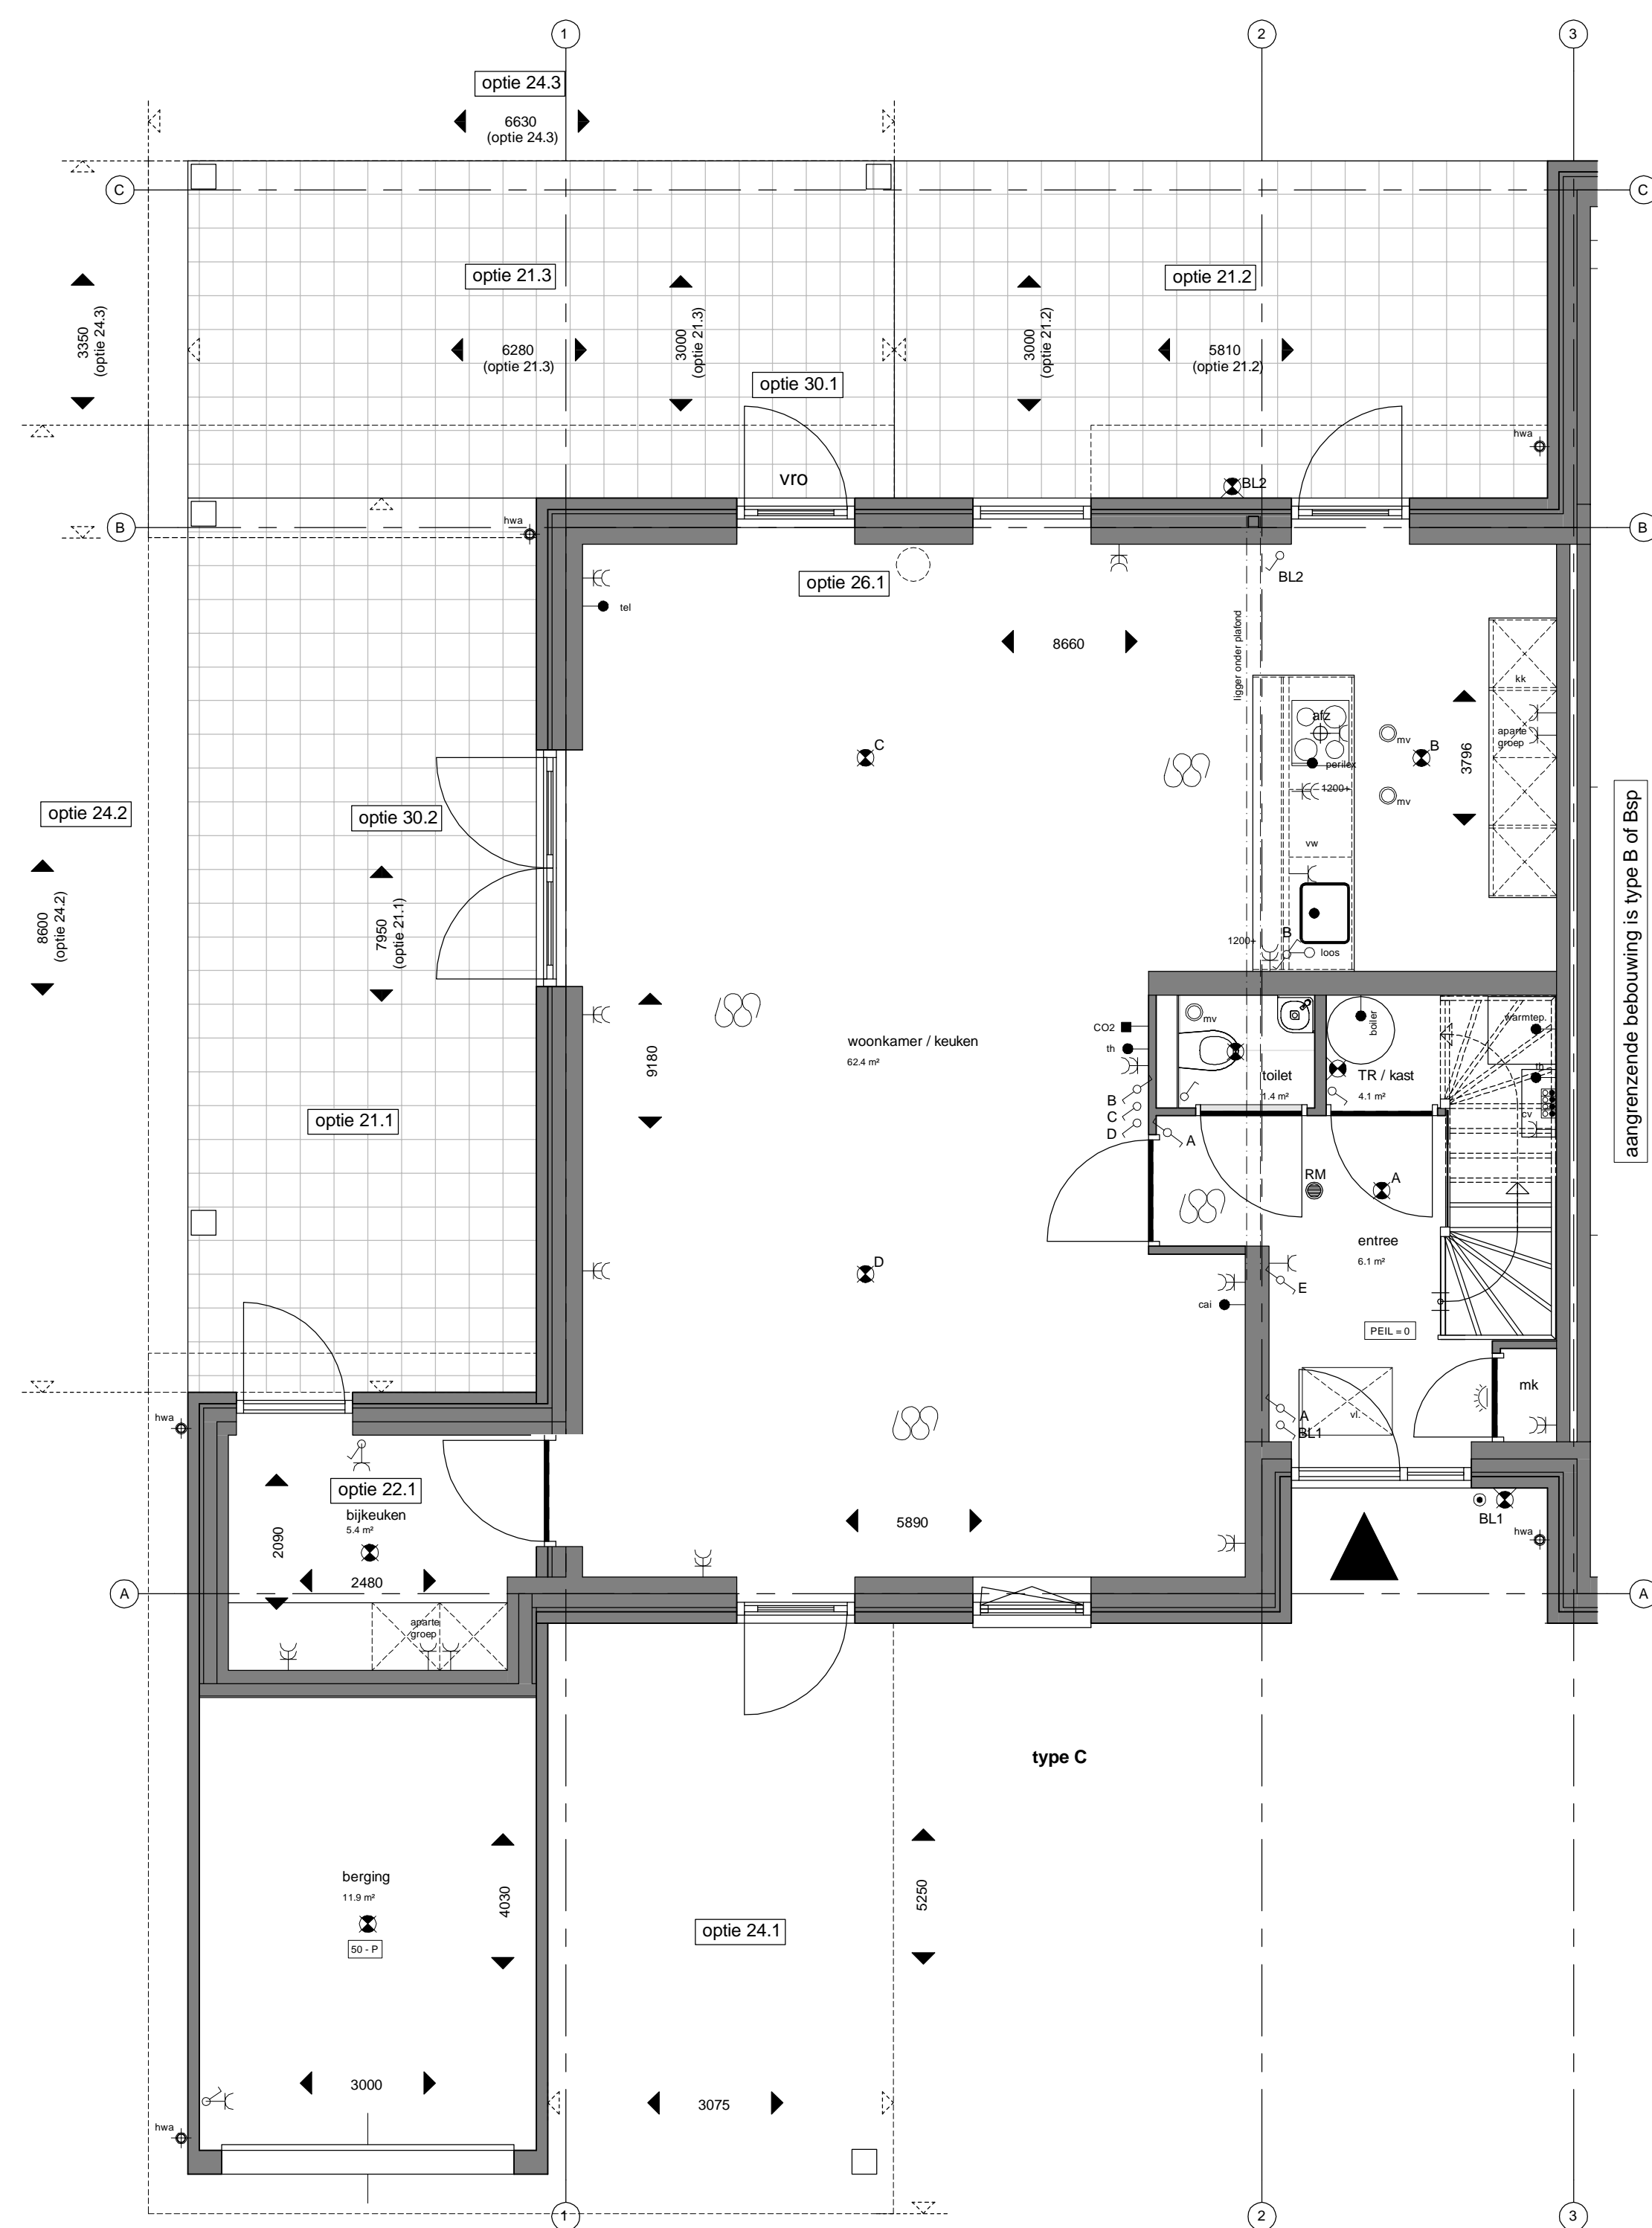 1
2
3
optie 24.3
6630
(optie 24.3)
C
C
optie 21.3
optie 21.2
3350
(optie 24.3)
6280
(optie 21.3)
3000
(optie 21.3)
3000
(optie 21.2)
5810
(optie 21.2)
optie 30.1
hwa
vro
BL2
B
hwa
B
optie 26.1
BL2
tel
ligger onder plafond
8660
kk
afz
mv
aparte
groep
C
B
3796
perilex
1200+
mv
optie 24.2
optie 30.2
vw
aangrenzende bebouwing is type B of Bsp
8600
(optie 24.2)
7950
(optie 21.1)
B
1200+
loos
mv
boiler
warmtep.
CO2
woonkamer / keuken
62.4 m²
th
9180
th
toilet
1.4 m²
TR / kast
4.1 m²
B
C
D
A
cv
optie 21.1
RM
A
entree
6.1 m²
D
E
cai
PEIL = 0
mk
hwa
A
vl.
BL1
optie 22.1
bijkeuken
5.4 m²
2090
5890
BL1
hwa
2480
A
A
aparte
groep
type C
berging
11.9 m²
50 - P
4030
5250
optie 24.1
3000
3075
hwa
1
2
3